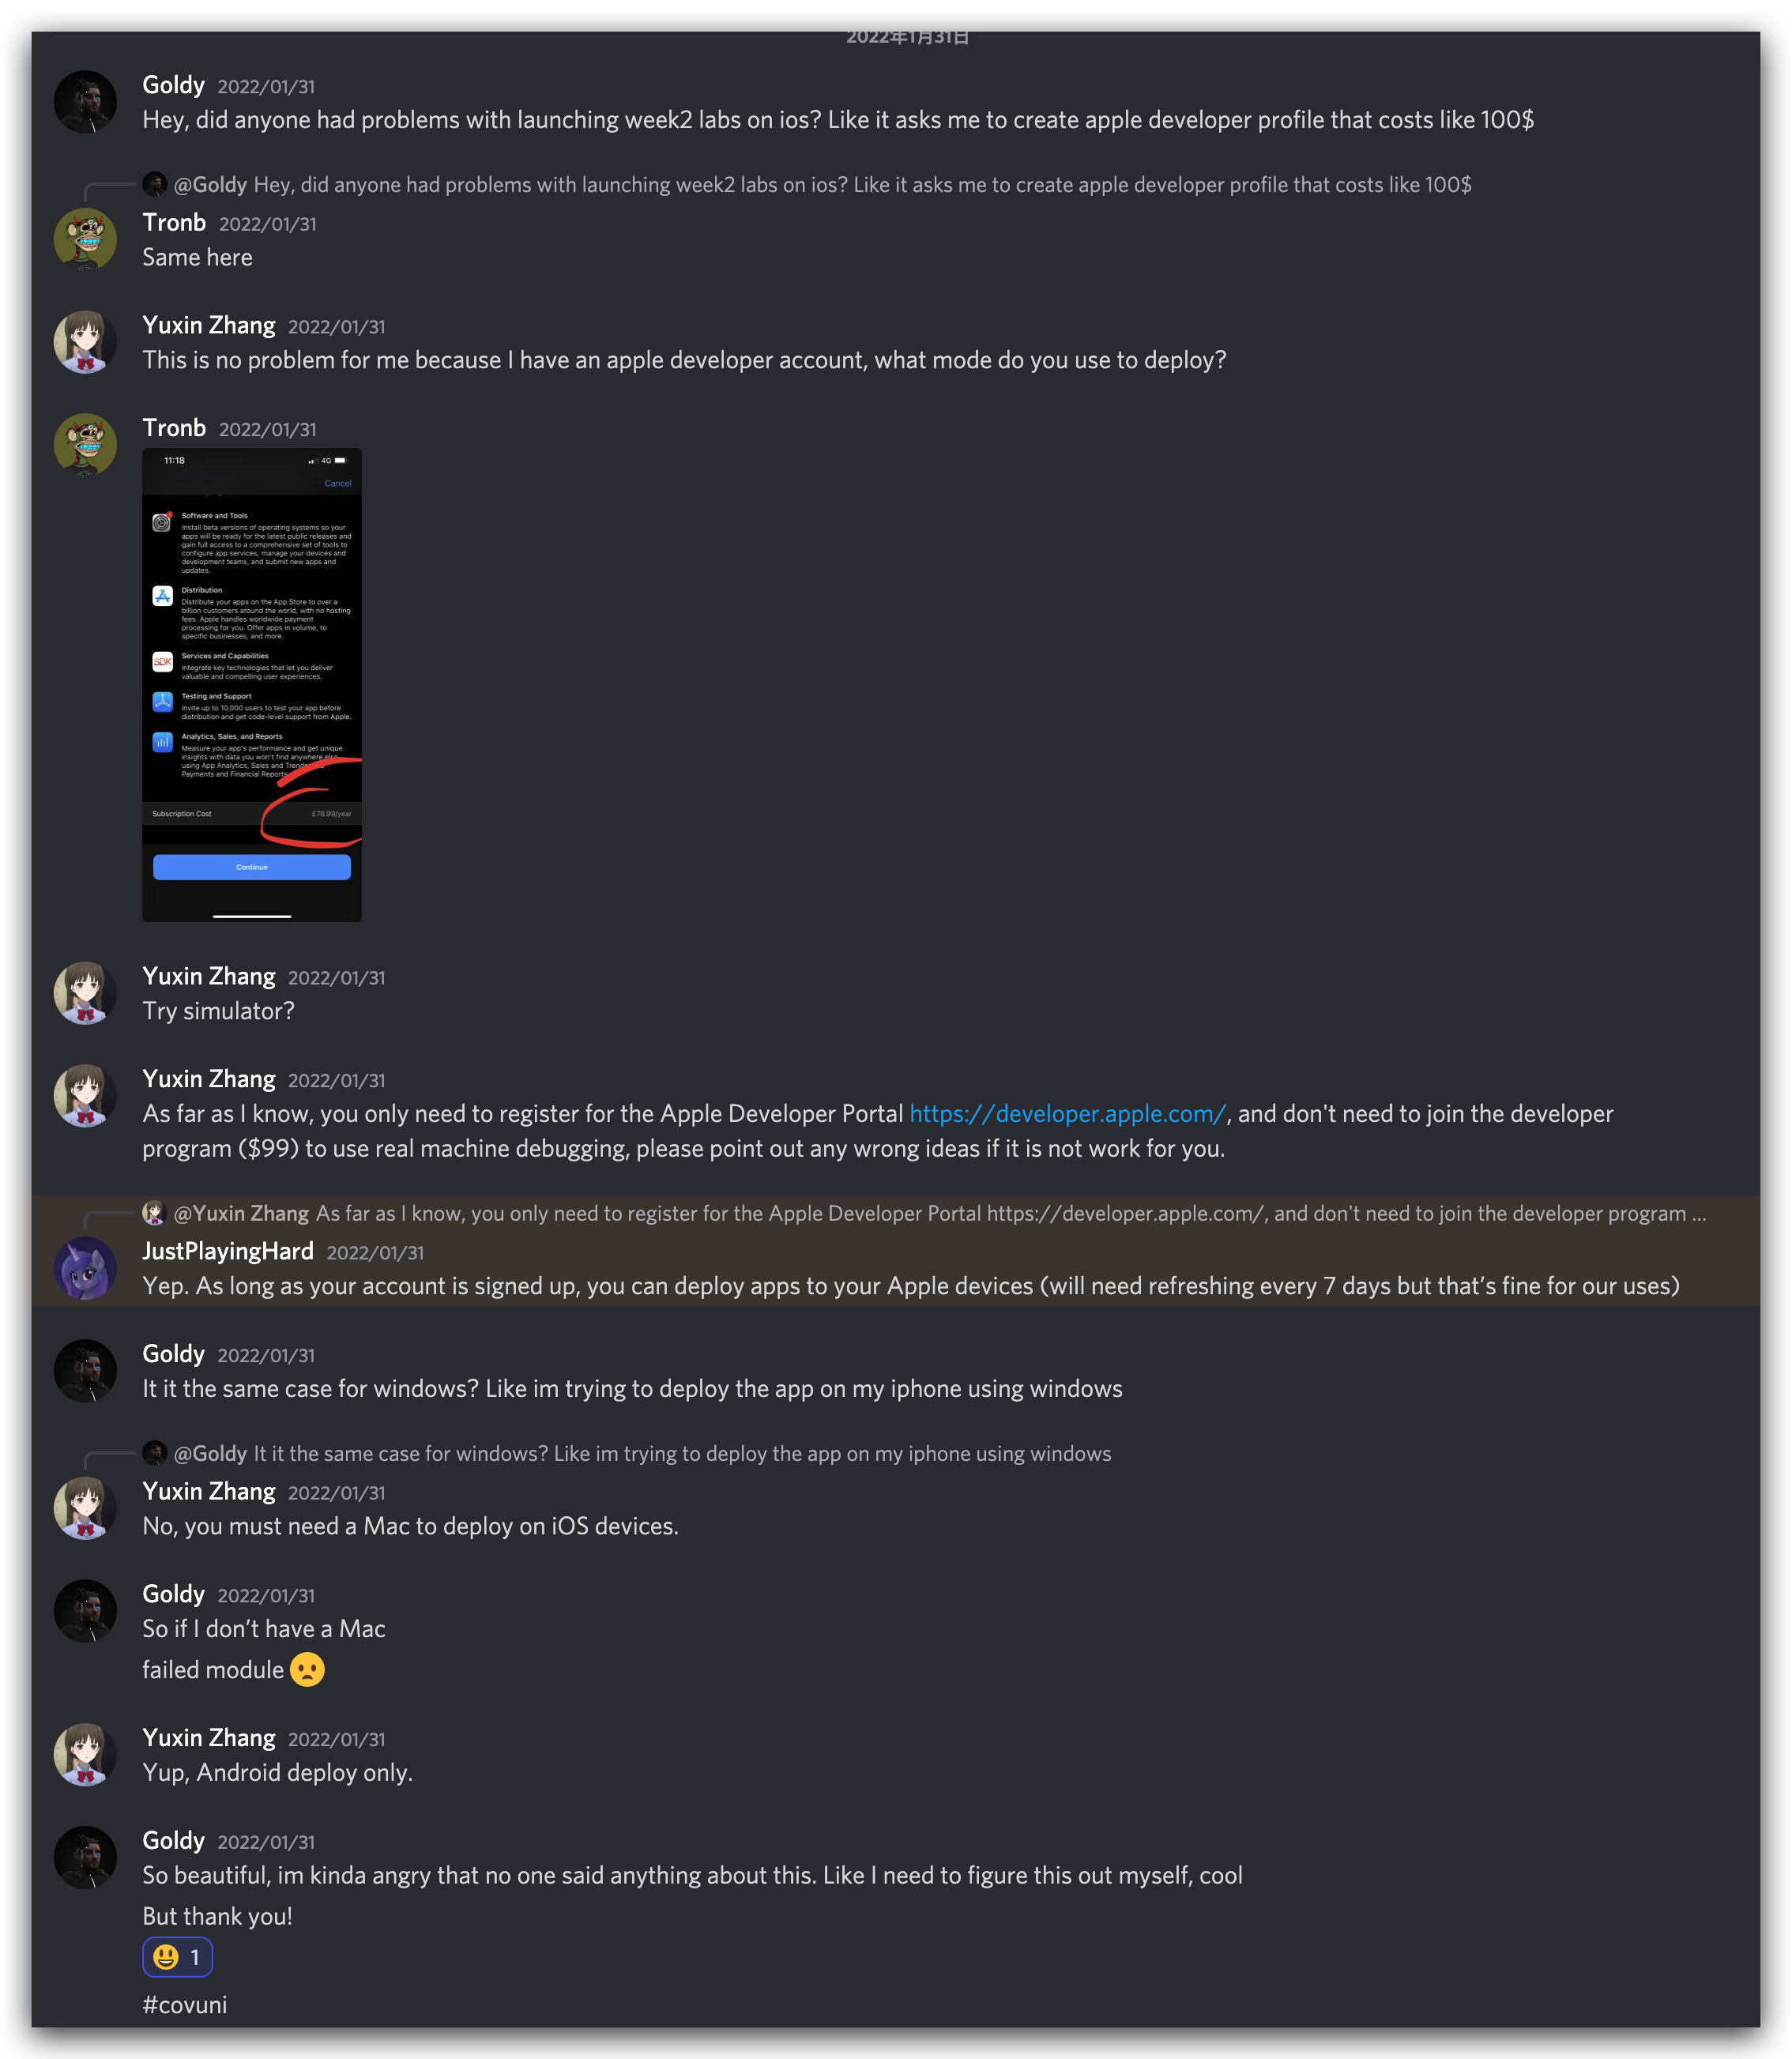 2022年1月31日
Goldy 2022/01/31
Hey, did anyone had problems with launching week2 labs on ios? Like it asks me to create apple developer profile that costs like 100$
@Goldy Hey, did anyone had problems with launching week2 labs on ios? Like it asks me to create apple developer profile that costs like 100$
Tronb 2022/01/31
Same here
Yuxin Zhang 2022/01/31
This is no problem for me because I have an apple developer account, what mode do you use to deploy?
Tronb 2022/01/31
11:18 4G
Cancel
Software and Tools
Install beta versions of operating systems so your
apps will be ready for the latest public releases and
gain full access to a comprehensive set of tools to
configure app services, manage your devices and
development teams, and submit new apps and
updates.
Distribution
Distribute your apps on the App Store to over a
billion customers around the world, with no hosting
fees. Apple handles worldwide payment
processing for you. Offer apps in volume, to
specific businesses, and more.
SDK
Services and Capabilities
Integrate key technologies that let you deliver
valuable and compelling user experiences.
Testing and Support
Invite up to 10,000 users to test your app before
distribution and get code-level support from Apple.
Analytics, Sales, and Reports
Measure your app's performance and get unique
insights with data you won't find anywhere else
using App Analytics, Sales and Trends,
Payments and Financial Reports
Subscription Cost £78.99/year
Continue
Yuxin Zhang 2022/01/31
Try simulator?
Yuxin Zhang 2022/01/31
As far as I know, you only need to register for the Apple Developer Portal https://developer.apple.com/, and don't need to join the developer
program ($99) to use real machine debugging, please point out any wrong ideas if it is not work for you.
@Yuxin Zhang As far as I know, you only need to register for the Apple Developer Portal https://developer.apple.com/, and don't need to join the developer program ...
JustPlayingHard 2022/01/31
Yep. As long as your account is signed up, you can deploy apps to your Apple devices (will need refreshing every 7 days but that’s fine for our uses)
Goldy 2022/01/31
It it the same case for windows? Like im trying to deploy the app on my iphone using windows
@Goldy It it the same case for windows? Like im trying to deploy the app on my iphone using windows
Yuxin Zhang 2022/01/31
No, you must need a Mac to deploy on iOS devices.
Goldy 2022/01/31
So if I don’t have a Mac
failed module
Yuxin Zhang 2022/01/31
Yup, Android deploy only.
Goldy 2022/01/31
So beautiful, im kinda angry that no one said anything about this. Like I need to figure this out myself, cool
But thank you!
1
#covuni